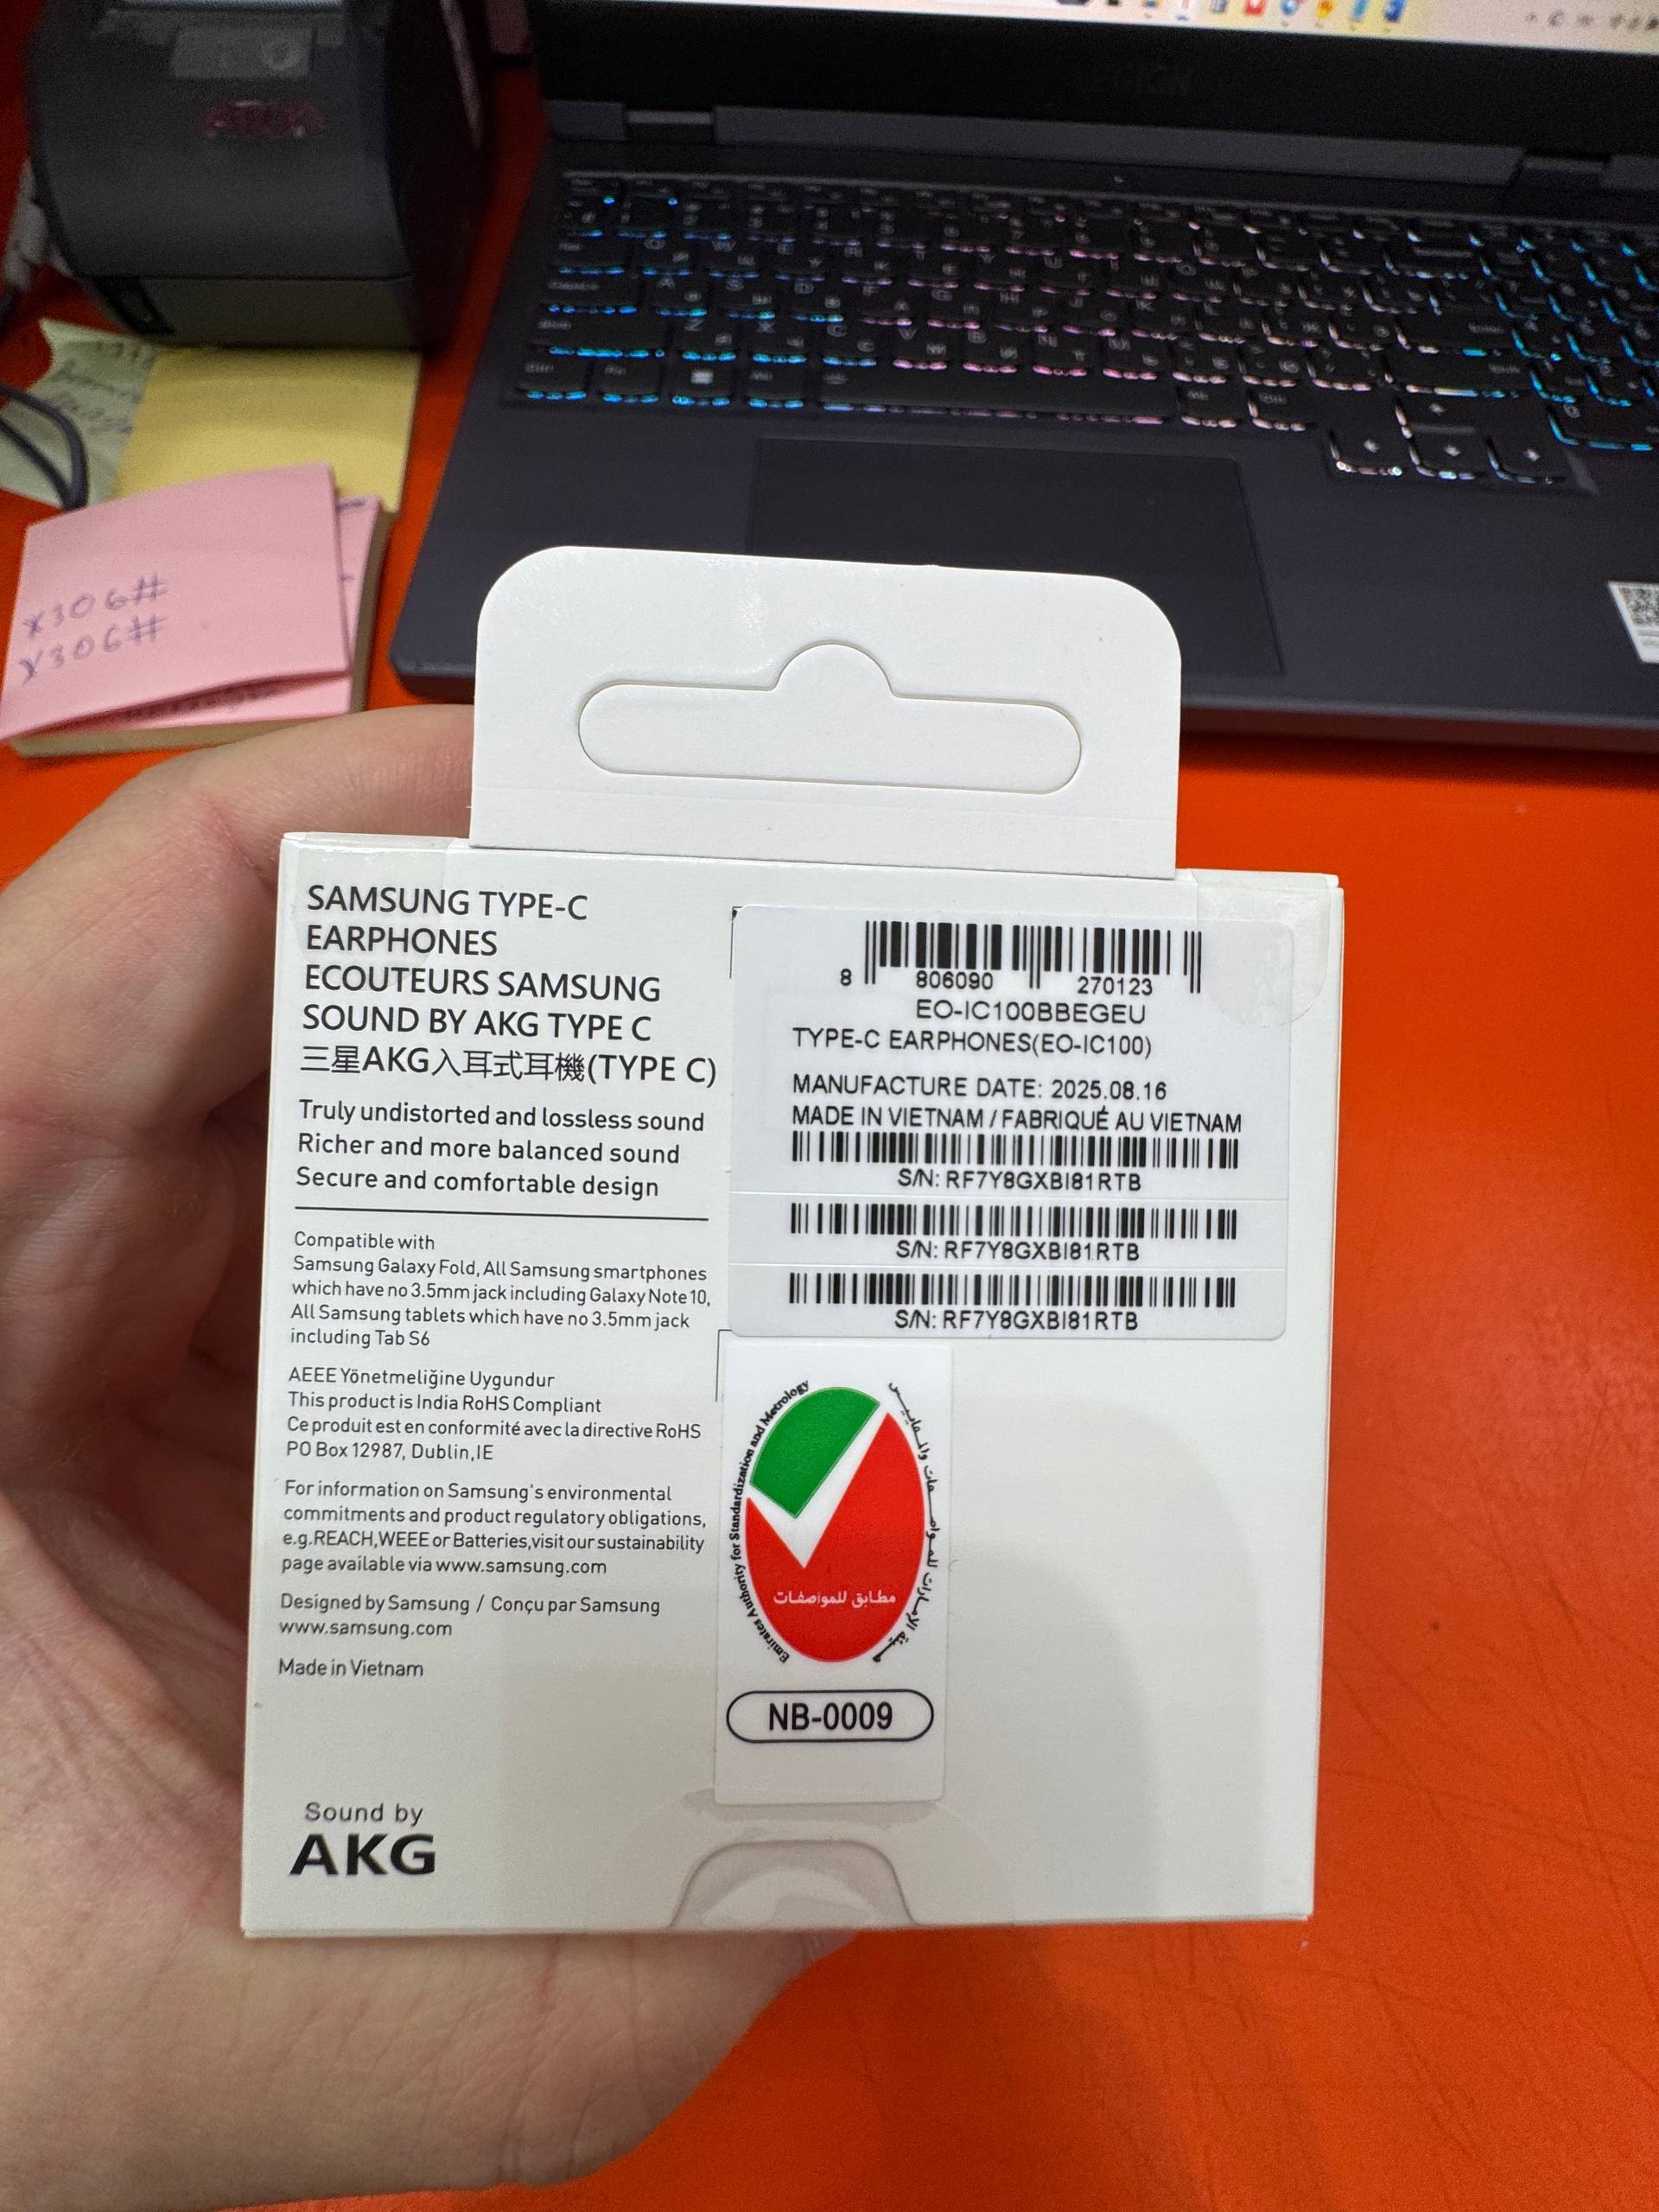 X306#
X306#
SAMSUNG TYPE-C
EARPHONES
ECOUTEURS SAMSUNG
SOUND BY AKG TYPE C
三星AKG入耳式耳機(TYPE C)
Truly undistorted and lossless sound
Richer and more balanced sound
Secure and comfortable design
Compatible with
Samsung Galaxy Fold, All Samsung smartphones
which have no 3.5mm jack including Galaxy Note 10,
All Samsung tablets which have no 3.5mm jack
including Tab S6
AEEE Yönetmeliğine Uygundur
This product is India RoHS Compliant
Ce produit est en conformité avec la directive RoHS
PO Box 12987, Dublin, IE
For information on Samsung's environmental
commitments and product regulatory obligations,
e.g.REACH,WEEE or Batteries,visit our sustainability
page available via www.samsung.com
Designed by Samsung / Conçu par Samsung
www.samsung.com
Made in Vietnam
Sound by
AKG
8 806090 270123
EO-IC100BBEGEU
TYPE-C EARPHONES(EO-IC100)
MANUFACTURE DATE: 2025.08.16
MADE IN VIETNAM / FABRIQUÉ AU VIETNAM
S/N: RF7Y8GXBI81RTB
S/N: RF7Y8GXBI81RTB
S/N: RF7Y8GXBI81RTB
Emirates Authority for Standardization and Metrology
هيئة الإمارات للمواصفات والمقاييس
مطابق للمواصفات
NB-0009